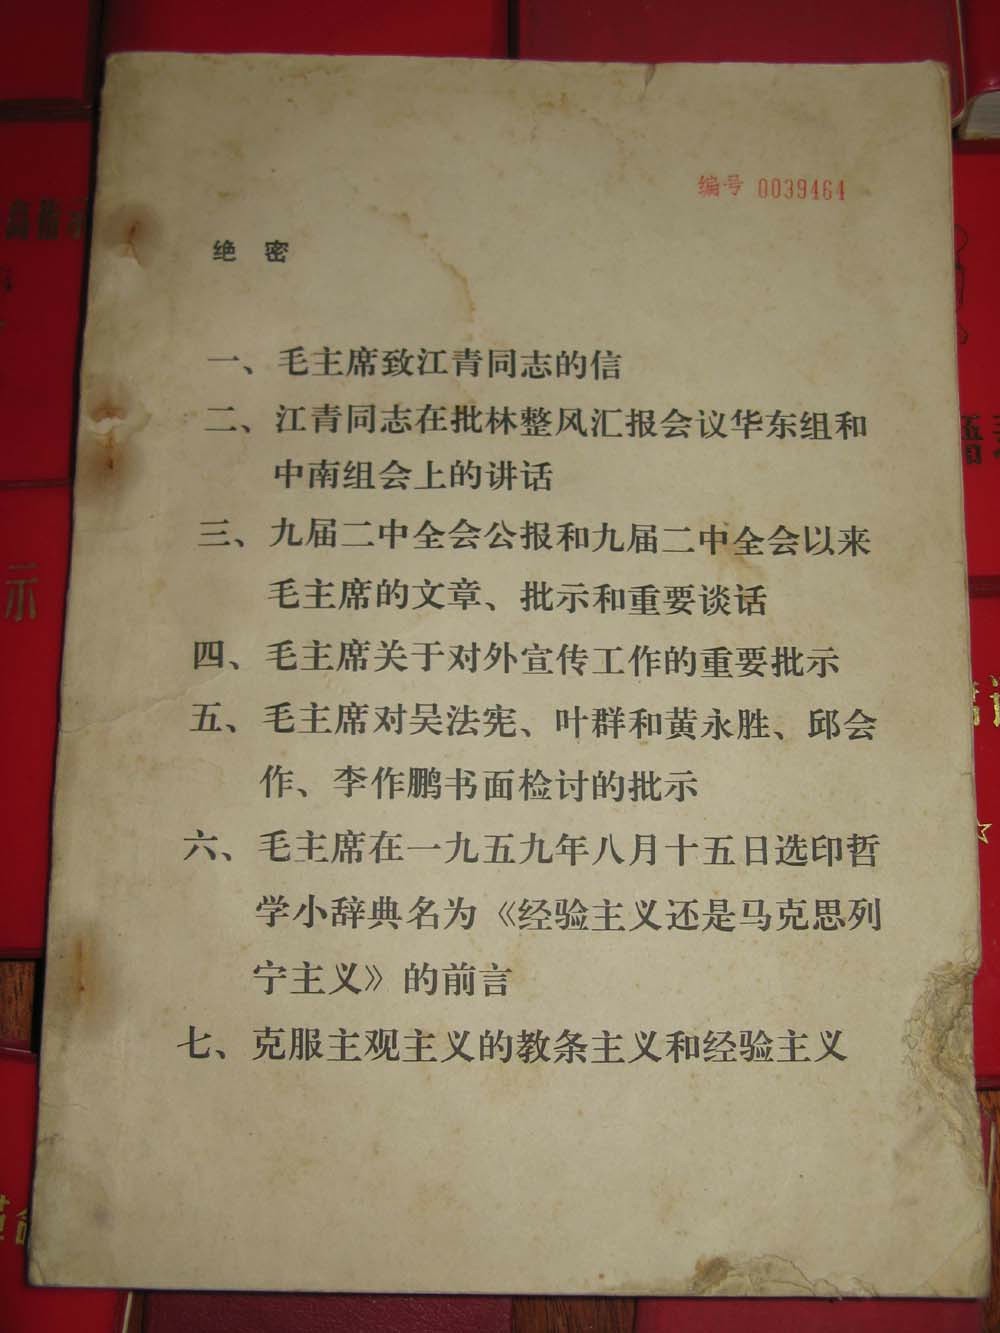 编号 0039464
绝 密
一、毛主席致江青同志的信
二、江青同志在批林整风汇报会议华东组和
中南组会上的讲话
三、九届二中全会公报和九届二中全会以来
毛主席的文章、批示和重要谈话
四、毛主席关于对外宣传工作的重要批示
五、毛主席对吴法宪、叶群和黄永胜、邱会
作、李作鹏书面检讨的批示
六、毛主席在一九五九年八月十五日选印哲
学小辞典名为《经验主义还是马克思列
宁主义》的前言
七、克服主观主义的教条主义和经验主义
示